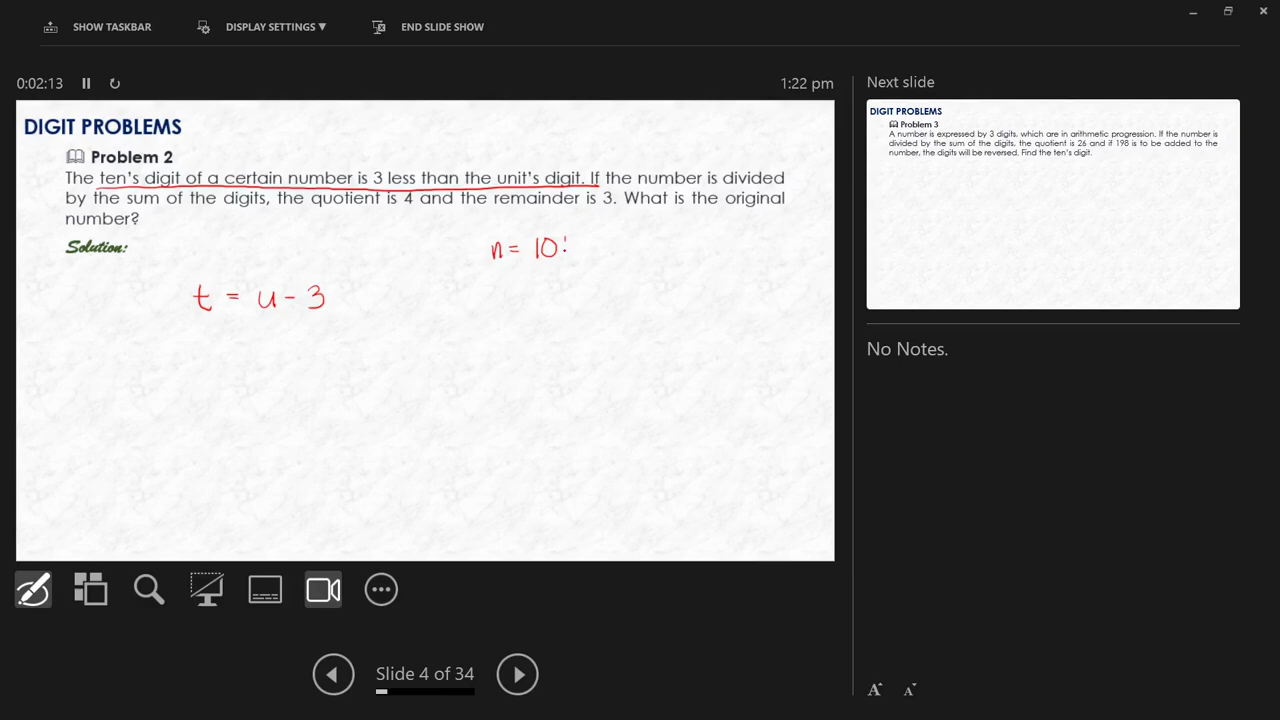 SHOW TASKBAR
DISPLAY SETTINGS ▼
END SLIDE SHOW
0:02:13
1:22 pm
DIGIT PROBLEMS
Problem 2
The ten's digit of a certain number is 3 less than the unit's digit. If the number is divided
by the sum of the digits, the quotient is 4 and the remainder is 3. What is the original
number?
Solution:
n = 10
t = u - 3
Next slide
DIGIT PROBLEMS
Problem 3
A number is expressed by 3 digits, which are in arithmetic progression. If the number is
divided by the sum of the digits, the quotient is 26 and if 198 is to be added to the
number, the digits will be reversed. Find the ten's digit.
No Notes.
Slide 4 of 34
A A